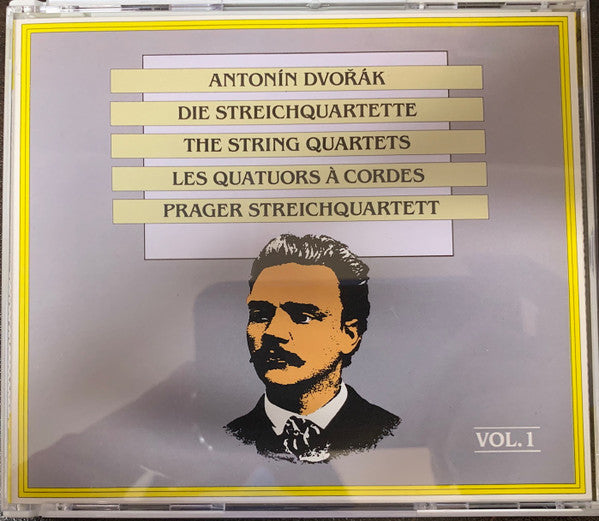 ANTONÍN DVOŘÁK
DIE STREICHQUARTETTE
THE STRING QUARTETS
LES QUATUORS À CORDES
PRAGER STREICHQUARTETT
VOL. 1